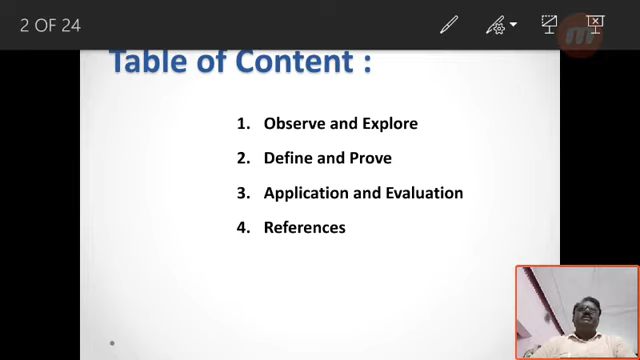 2 OF 24
Table of Content :
1. Observe and Explore
2. Define and Prove
3. Application and Evaluation
4. References